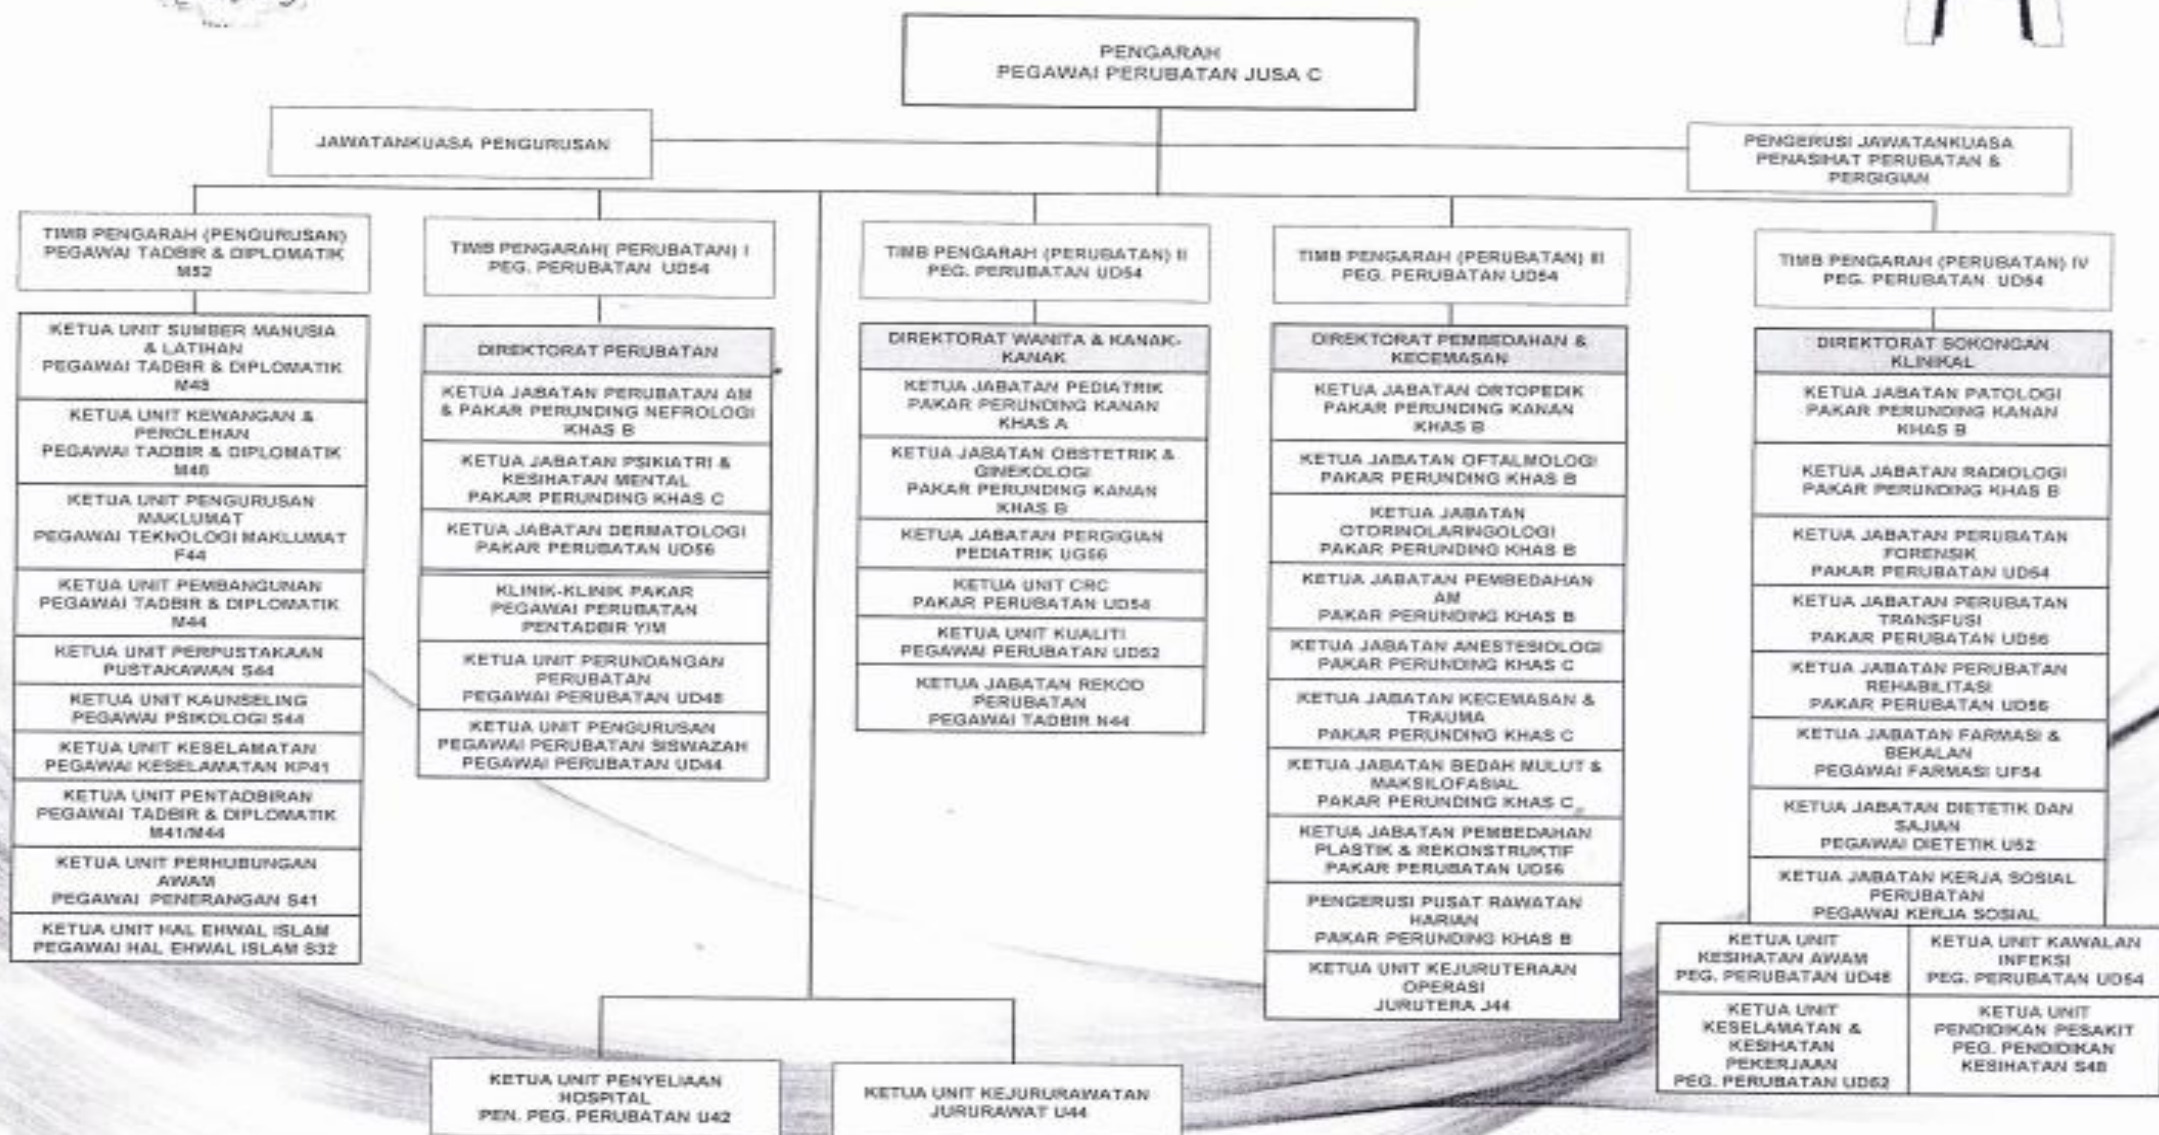 PENGARAH
PEGAWAI PERUBATAN JUSA C
JAWATANKUASA PENGURUSAN
PENGERUSI JAWATANKUASA
PENASIHAT PERUBATAN &
PERGIGIAN
TIMB PENGARAH (PENGURUSAN)
PEGAWAI TADBIR & DIPLOMATIK
M52
TIMB PENGARAH( PERUBATAN) I
PEG. PERUBATAN UD54
TIMB PENGARAH (PERUBATAN) II
PEG. PERUBATAN UD54
TIMB PENGARAH (PERUBATAN) III
PEG. PERUBATAN UD54
TIMB PENGARAH (PERUBATAN) IV
PEG. PERUBATAN UD54
KETUA UNIT SUMBER MANUSIA
& LATIHAN
PEGAWAI TADBIR & DIPLOMATIK
M48
KETUA UNIT KEWANGAN &
PEROLEHAN
PEGAWAI TADBIR & DIPLOMATIK
M48
KETUA UNIT PENGURUSAN
MAKLUMAT
PEGAWAI TEKNOLOGI MAKLUMAT
F44
KETUA UNIT PEMBANGUNAN
PEGAWAI TADBIR & DIPLOMATIK
M44
KETUA UNIT PERPUSTAKAAN
PUSTAKAWAN S44
KETUA UNIT KAUNSELING
PEGAWAI PSIKOLOGI S44
KETUA UNIT KESELAMATAN
PEGAWAI KESELAMATAN KP41
KETUA UNIT PENTADBIRAN
PEGAWAI TADBIR & DIPLOMATIK
M41/M44
KETUA UNIT PERHUBUNGAN
AWAM
PEGAWAI PENERANGAN S41
KETUA UNIT HAL EHWAL ISLAM
PEGAWAI HAL EHWAL ISLAM S32
DIREKTORAT PERUBATAN
KETUA JABATAN PERUBATAN AM
& PAKAR PERUNDING NEFROLOGI
KHAS B
KETUA JABATAN PSIKIATRI &
KESIHATAN MENTAL
PAKAR PERUNDING KHAS C
KETUA JABATAN DERMATOLOGI
PAKAR PERUBATAN UD56
KLINIK-KLINIK PAKAR
PEGAWAI PERUBATAN
PENTADBIR Y/M
KETUA UNIT PERUNDANGAN
PERUBATAN
PEGAWAI PERUBATAN UD48
KETUA UNIT PENGURUSAN
PEGAWAI PERUBATAN SISWAZAH
PEGAWAI PERUBATAN UD44
DIREKTORAT WANITA & KANAK-
KANAK
KETUA JABATAN PEDIATRIK
PAKAR PERUNDING KANAN
KHAS A
KETUA JABATAN OBSTETRIK &
GINEKOLOGI
PAKAR PERUNDING KANAN
KHAS B
KETUA JABATAN PERGIGIAN
PEDIATRIK UG56
KETUA UNIT CRC
PAKAR PERUBATAN UD54
KETUA UNIT KUALITI
PEGAWAI PERUBATAN UD52
KETUA JABATAN REKOD
PERUBATAN
PEGAWAI TADBIR N44
DIREKTORAT PEMBEDAHAN &
KECEMASAN
KETUA JABATAN ORTOPEDIK
PAKAR PERUNDING KANAN
KHAS B
KETUA JABATAN OFTALMOLOGI
PAKAR PERUNDING KHAS B
KETUA JABATAN
OTORINOLARINGOLOGI
PAKAR PERUNDING KHAS B
KETUA JABATAN PEMBEDAHAN
AM
PAKAR PERUNDING KHAS B
KETUA JABATAN ANESTESIOLOGI
PAKAR PERUNDING KHAS C
KETUA JABATAN KECEMASAN &
TRAUMA
PAKAR PERUNDING KHAS C
KETUA JABATAN BEDAH MULUT &
MAKSILOFASIAL
PAKAR PERUNDING KHAS C
KETUA JABATAN PEMBEDAHAN
PLASTIK & REKONSTRUKTIF
PAKAR PERUBATAN UD56
PENGERUSI PUSAT RAWATAN
HARIAN
PAKAR PERUNDING KHAS B
KETUA UNIT KEJURUTERAAN
OPERASI
JURUTERA J44
DIREKTORAT SOKONGAN
KLINIKAL
KETUA JABATAN PATOLOGI
PAKAR PERUNDING KANAN
KHAS B
KETUA JABATAN RADIOLOGI
PAKAR PERUNDING KHAS B
KETUA JABATAN PERUBATAN
FORENSIK
PAKAR PERUBATAN UD54
KETUA JABATAN PERUBATAN
TRANSFUSI
PAKAR PERUBATAN UD56
KETUA JABATAN PERUBATAN
REHABILITASI
PAKAR PERUBATAN UD56
KETUA JABATAN FARMASI &
BEKALAN
PEGAWAI FARMASI UF54
KETUA JABATAN DIETETIK DAN
SAJIAN
PEGAWAI DIETETIK U52
KETUA JABATAN KERJA SOSIAL
PERUBATAN
PEGAWAI KERJA SOSIAL
KETUA UNIT
KESIHATAN AWAM
PEG. PERUBATAN UD48
KETUA UNIT KAWALAN
INFEKSI
PEG. PERUBATAN UD54
KETUA UNIT
KESELAMATAN &
KESIHATAN
PEKERJAAN
PEG. PERUBATAN UD52
KETUA UNIT
PENDIDIKAN PESAKIT
PEG. PENDIDIKAN
KESIHATAN S48
KETUA UNIT PENYELIAAN
HOSPITAL
PEN. PEG. PERUBATAN U42
KETUA UNIT KEJURURAWATAN
JURURAWAT U44